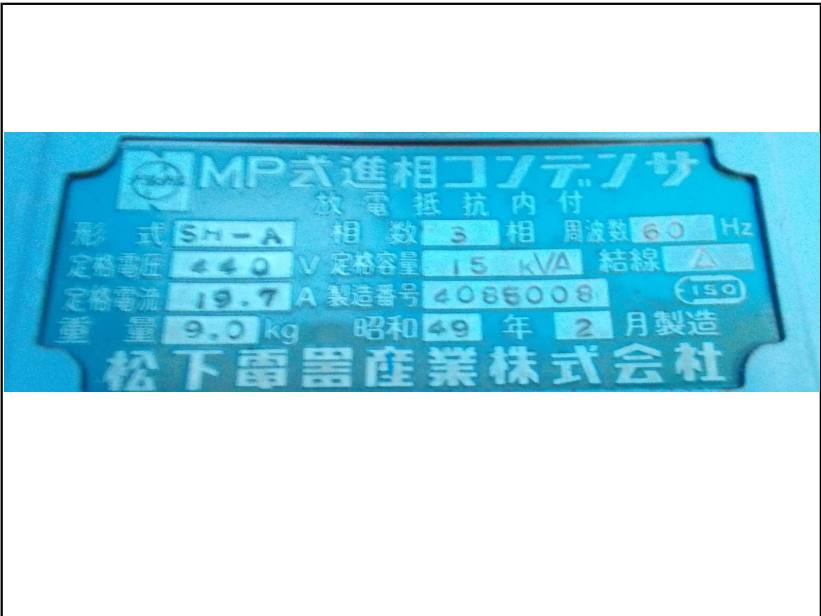 MP式進相コンデンサ
放電抵抗内付
形式 SH-A 相数 3 相 周波数 60 Hz
定格電圧 440 V 定格容量 15 kVA 結線 △
定格電流 19.7 A 製造番号 4085008
重量 9.0 kg 昭和 49 年 2 月製造
松下電器産業株式会社